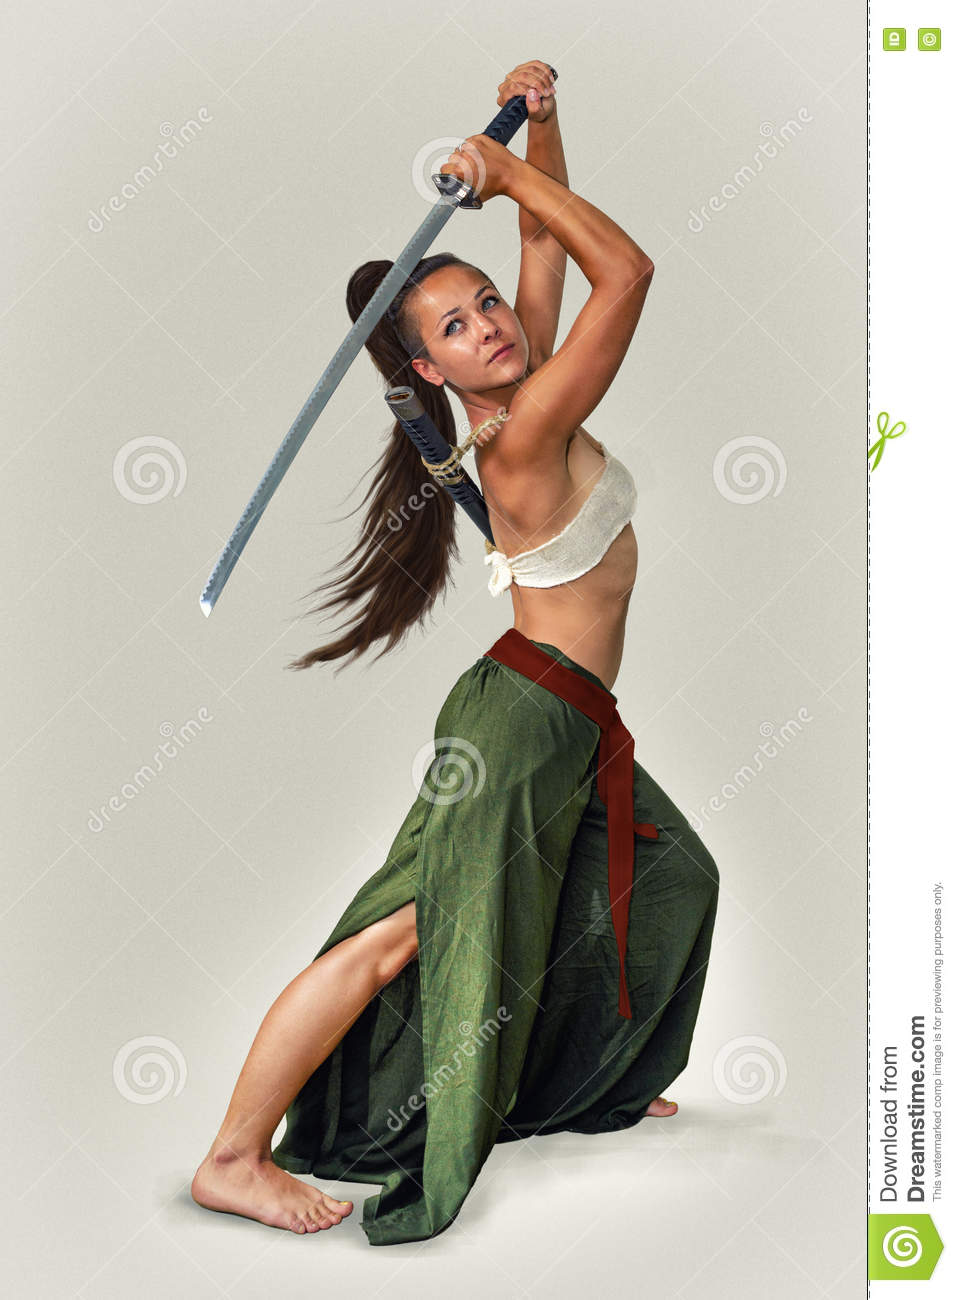 ID
©
dreamstime
dreamstime
dreamstime
dreamstime
dreamstime
dreamstime
Download from
Dreamstime.com
This watermarked comp image is for previewing purposes only.